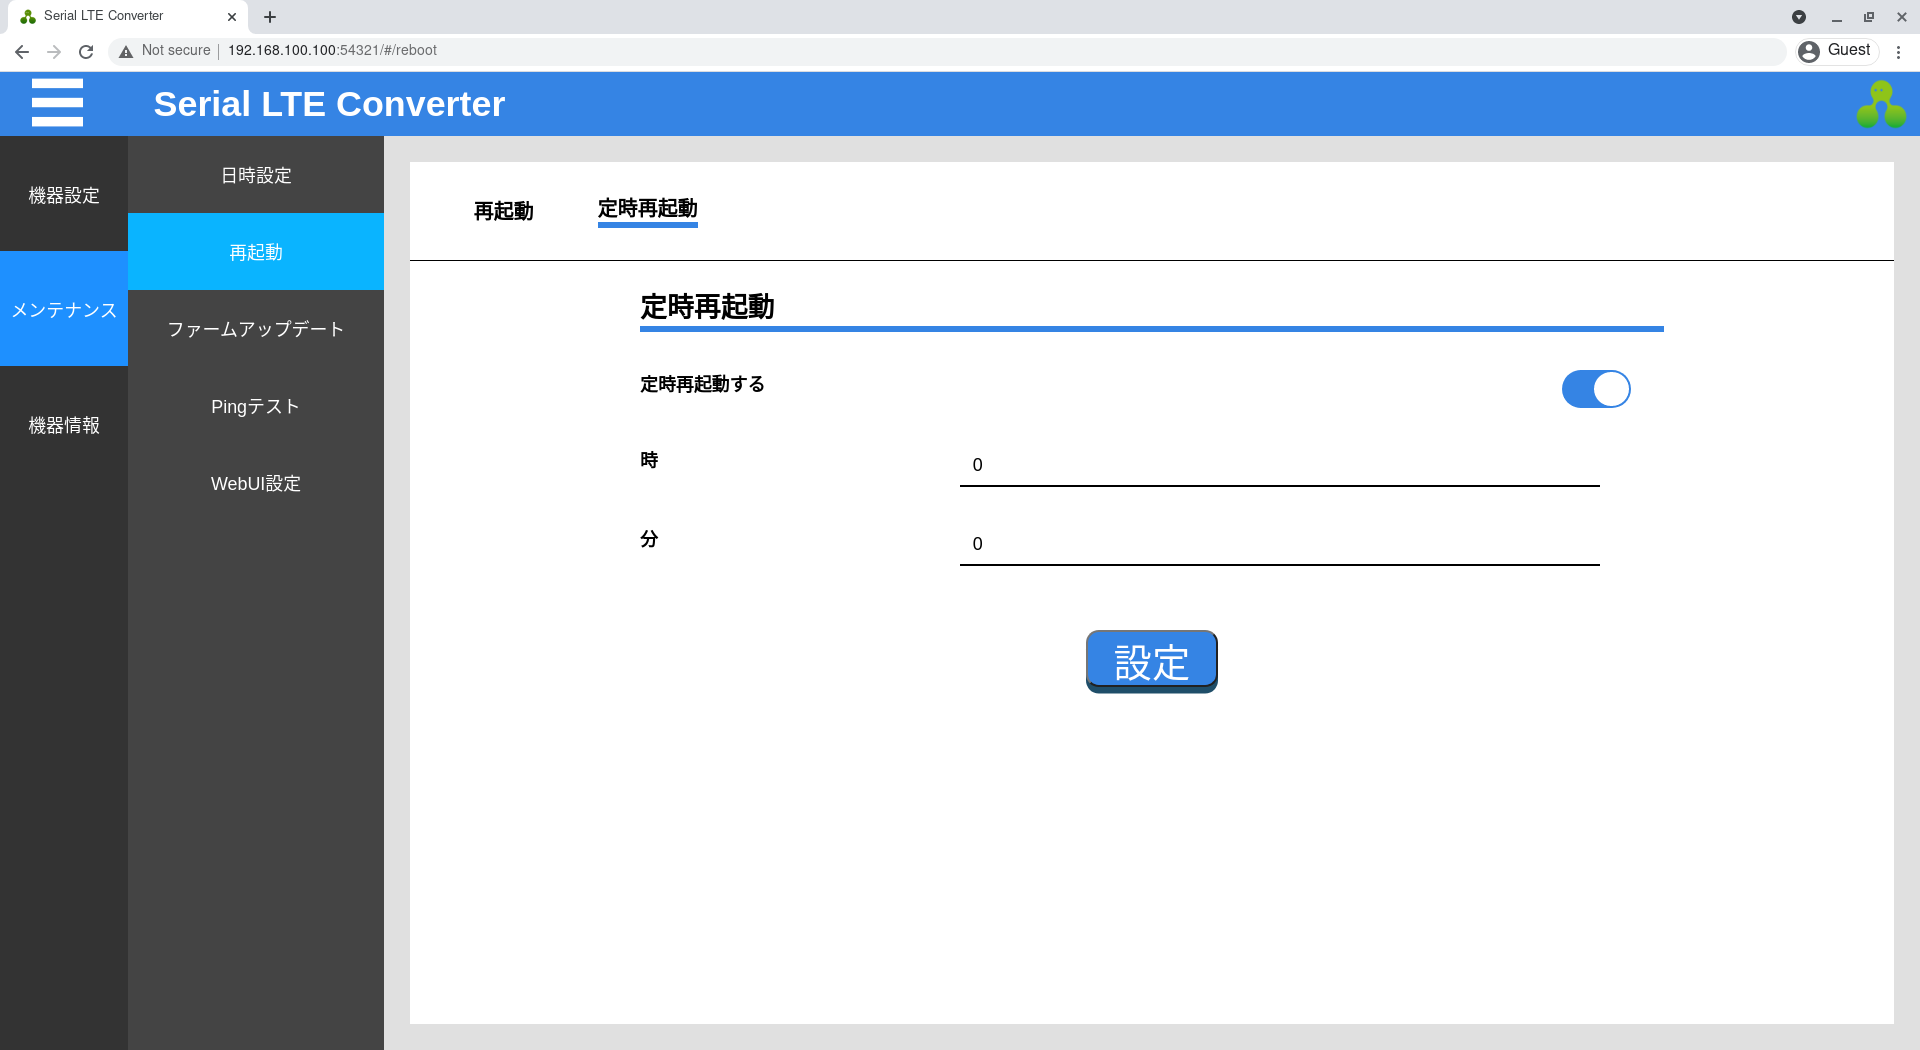 Serial LTE Converter
Not secure
192.168.100.100:54321/#/reboot
Guest
Serial LTE Converter
機器設定
メンテナンス
機器情報
日時設定
再起動
ファームアップデート
Pingテスト
WebUI設定
再起動 定時再起動
定時再起動
定時再起動する
時 0
分 0
設定